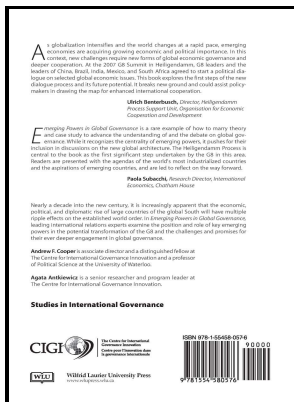 As globalization intensifies and the world changes at a rapid pace, emerging
economies are acquiring growing economic and political importance. In this
context, new challenges require new forms of global economic governance and
deeper cooperation. At the 2007 G8 Summit in Heiligendamm, G8 leaders and the
leaders of China, Brazil, India, Mexico, and South Africa agreed to start a political dia-
logue on selected global economic issues. This book explores the first steps of the new
dialogue process and its future potential. It breaks new ground and could assist policy-
makers in drawing the map for enhanced international cooperation.
Ulrich Benterbusch, Director, Heiligendamm
Process Support Unit, Organisation for Economic
Cooperation and Development
Emerging Powers in Global Governance is a rare example of how to marry theory
and case study to advance the understanding of and the debate on global gov-
ernance. While it recognizes the centrality of emerging powers, it pushes for their
inclusion in discussions on the new global architecture. The Heiligendamm Process is
central to the book as the first significant step undertaken by the G8 in this area.
Readers are presented with the agendas of the world's most industrialized countries
and the aspirations of emerging countries, and are led to reflect on the way forward.
Paola Subacchi, Research Director, International
Economics, Chatham House
Nearly a decade into the new century, it is increasingly apparent that the economic,
political, and diplomatic rise of large countries of the global South will have multiple
ripple effects on the established world order. In Emerging Powers in Global Governance,
leading international relations experts examine the position and role of key emerging
powers in the potential transformation of the G8 and the challenges and promises for
their ever deeper engagement in global governance.
Andrew F. Cooper is associate director and a distinguished fellow at
The Centre for International Governance Innovation and a professor
of Political Science at the University of Waterloo.
Agata Antkiewicz is a senior researcher and program leader at
The Centre for International Governance Innovation.
Studies in International Governance
CIGI
The Centre for International
Governance Innovation
Centre pour l'innovation dans
la gouvernance internationale
WLU
Wilfrid Laurier University Press
www.wlupress.wlu.ca
ISBN 978-1-55458-057-6
90000
9 781554 580576